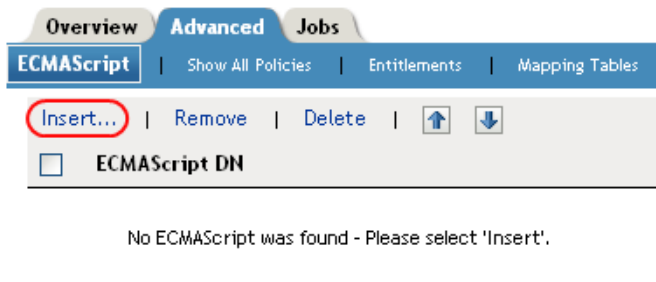 Overview Advanced Jobs
ECMAScript | Show All Policies | Entitlements | Mapping Tables
Insert... | Remove | Delete |
ECMAScript DN
No ECMAScript was found - Please select 'Insert'.